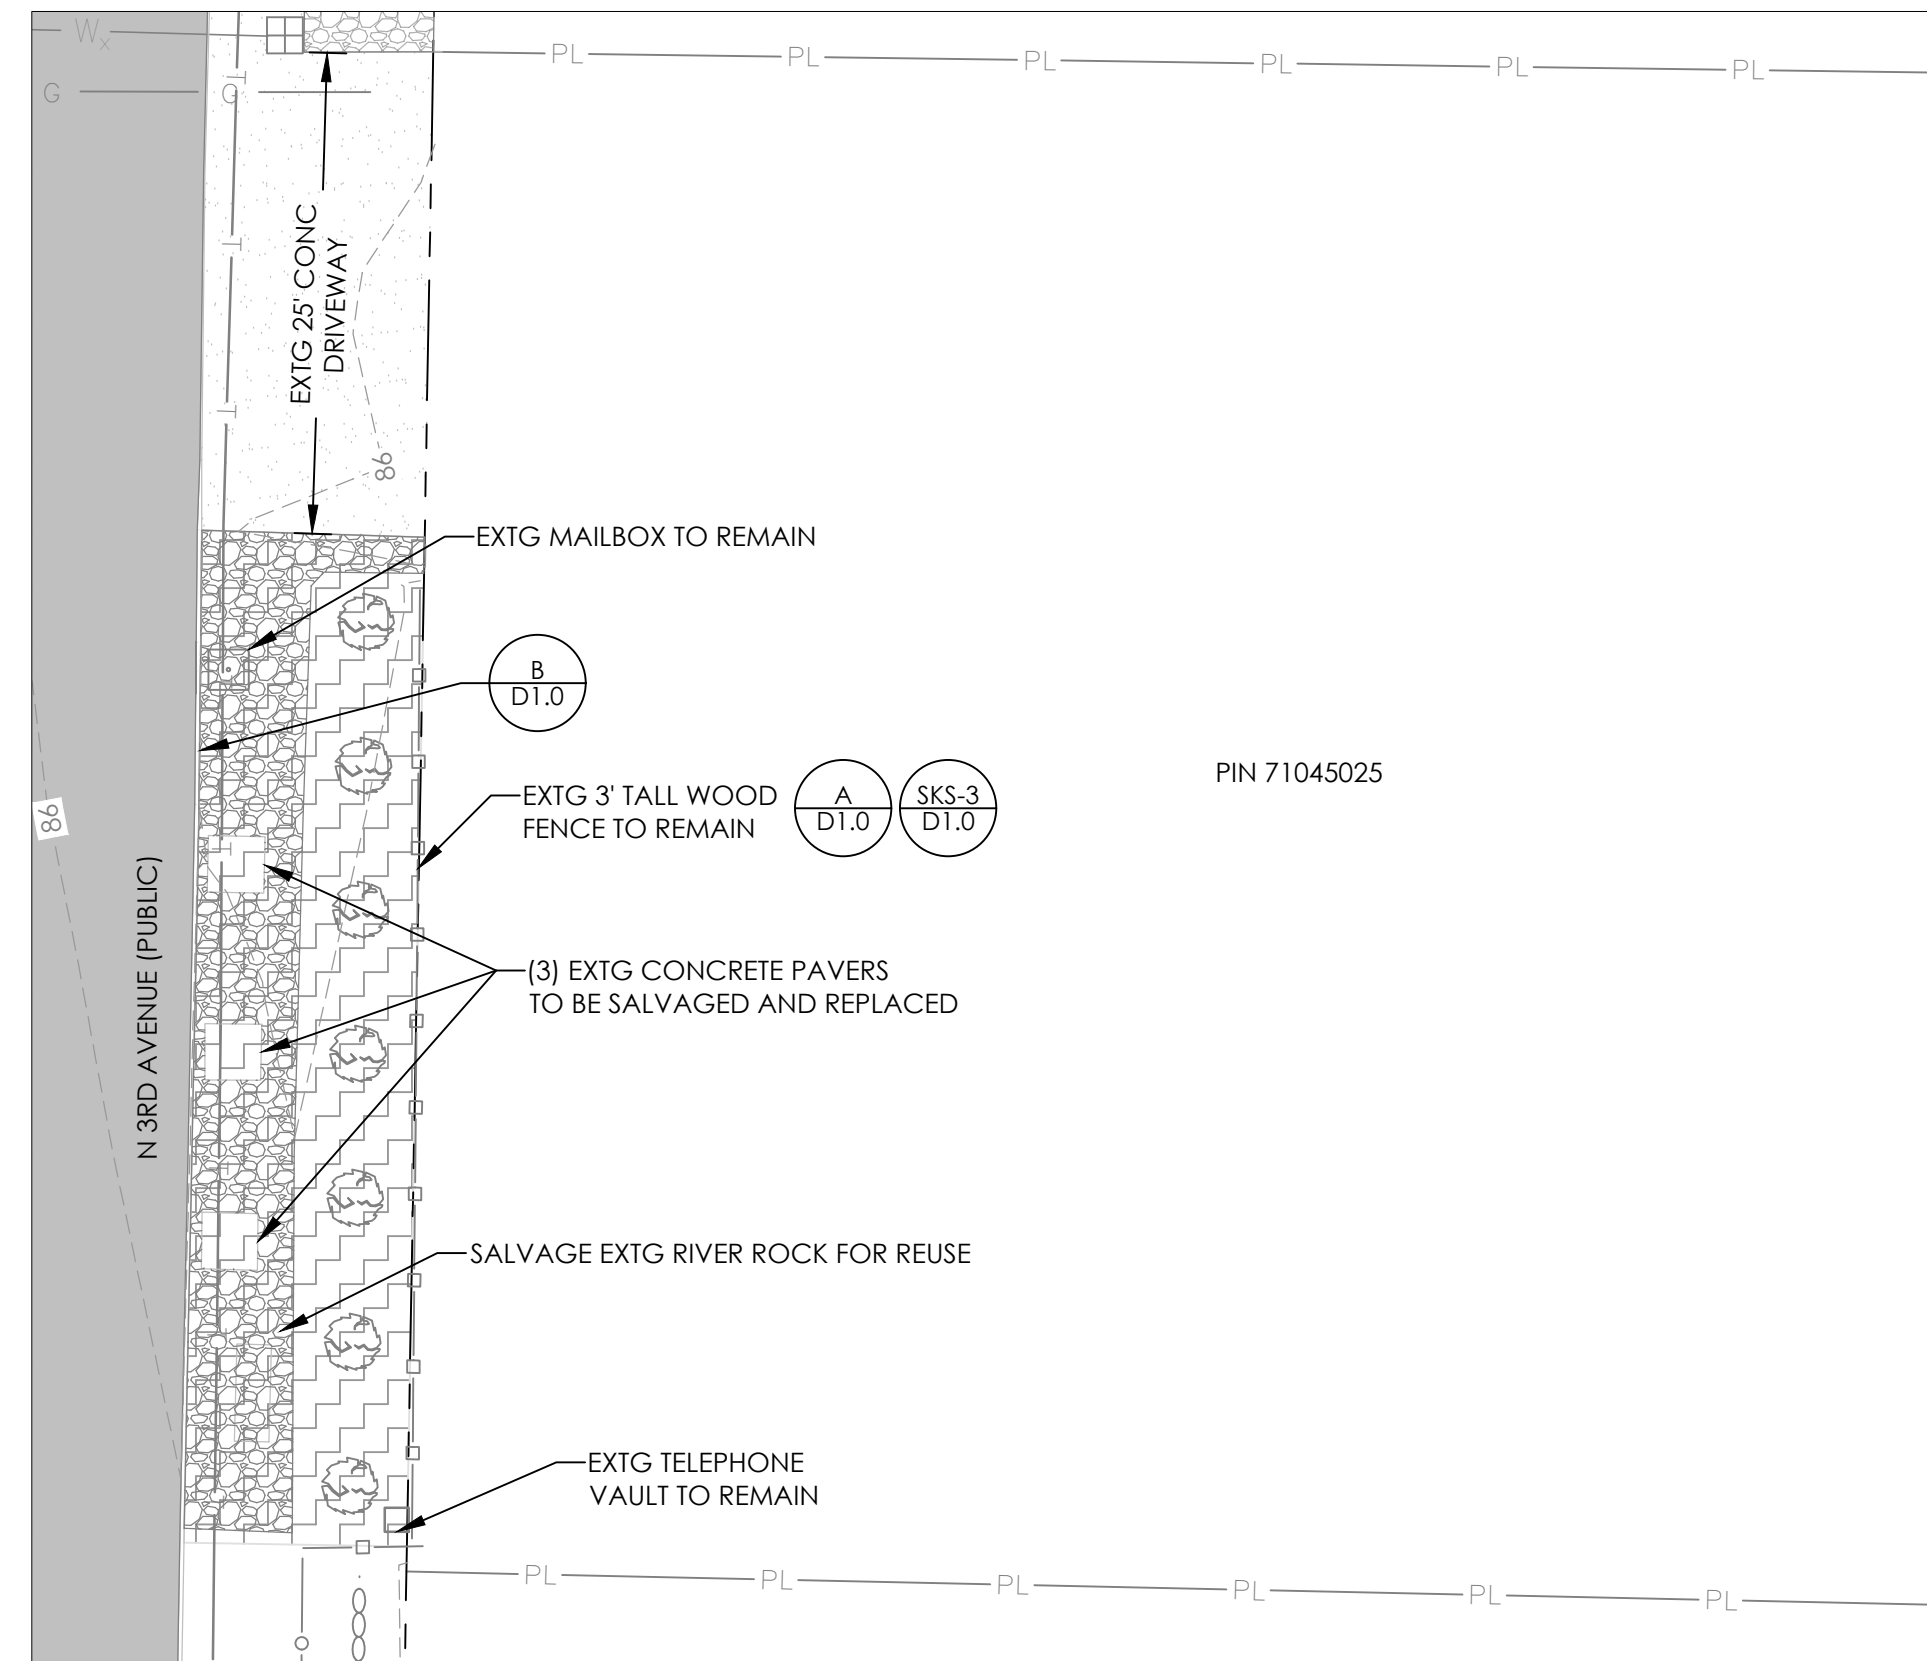 Wx
PL
PL
PL
PL
PL
PL
G
G
T
T
T
EXTG 25' CONC
DRIVEWAY
98
EXTG MAILBOX TO REMAIN
B
D1.0
PIN 71045025
EXTG 3' TALL WOOD
FENCE TO REMAIN
A
D1.0
SKS-3
D1.0
98
T
N 3RD AVENUE (PUBLIC)
(3) EXTG CONCRETE PAVERS
TO BE SALVAGED AND REPLACED
T
SALVAGE EXTG RIVER ROCK FOR REUSE
EXTG TELEPHONE
VAULT TO REMAIN
PL
PL
PL
PL
PL
PL